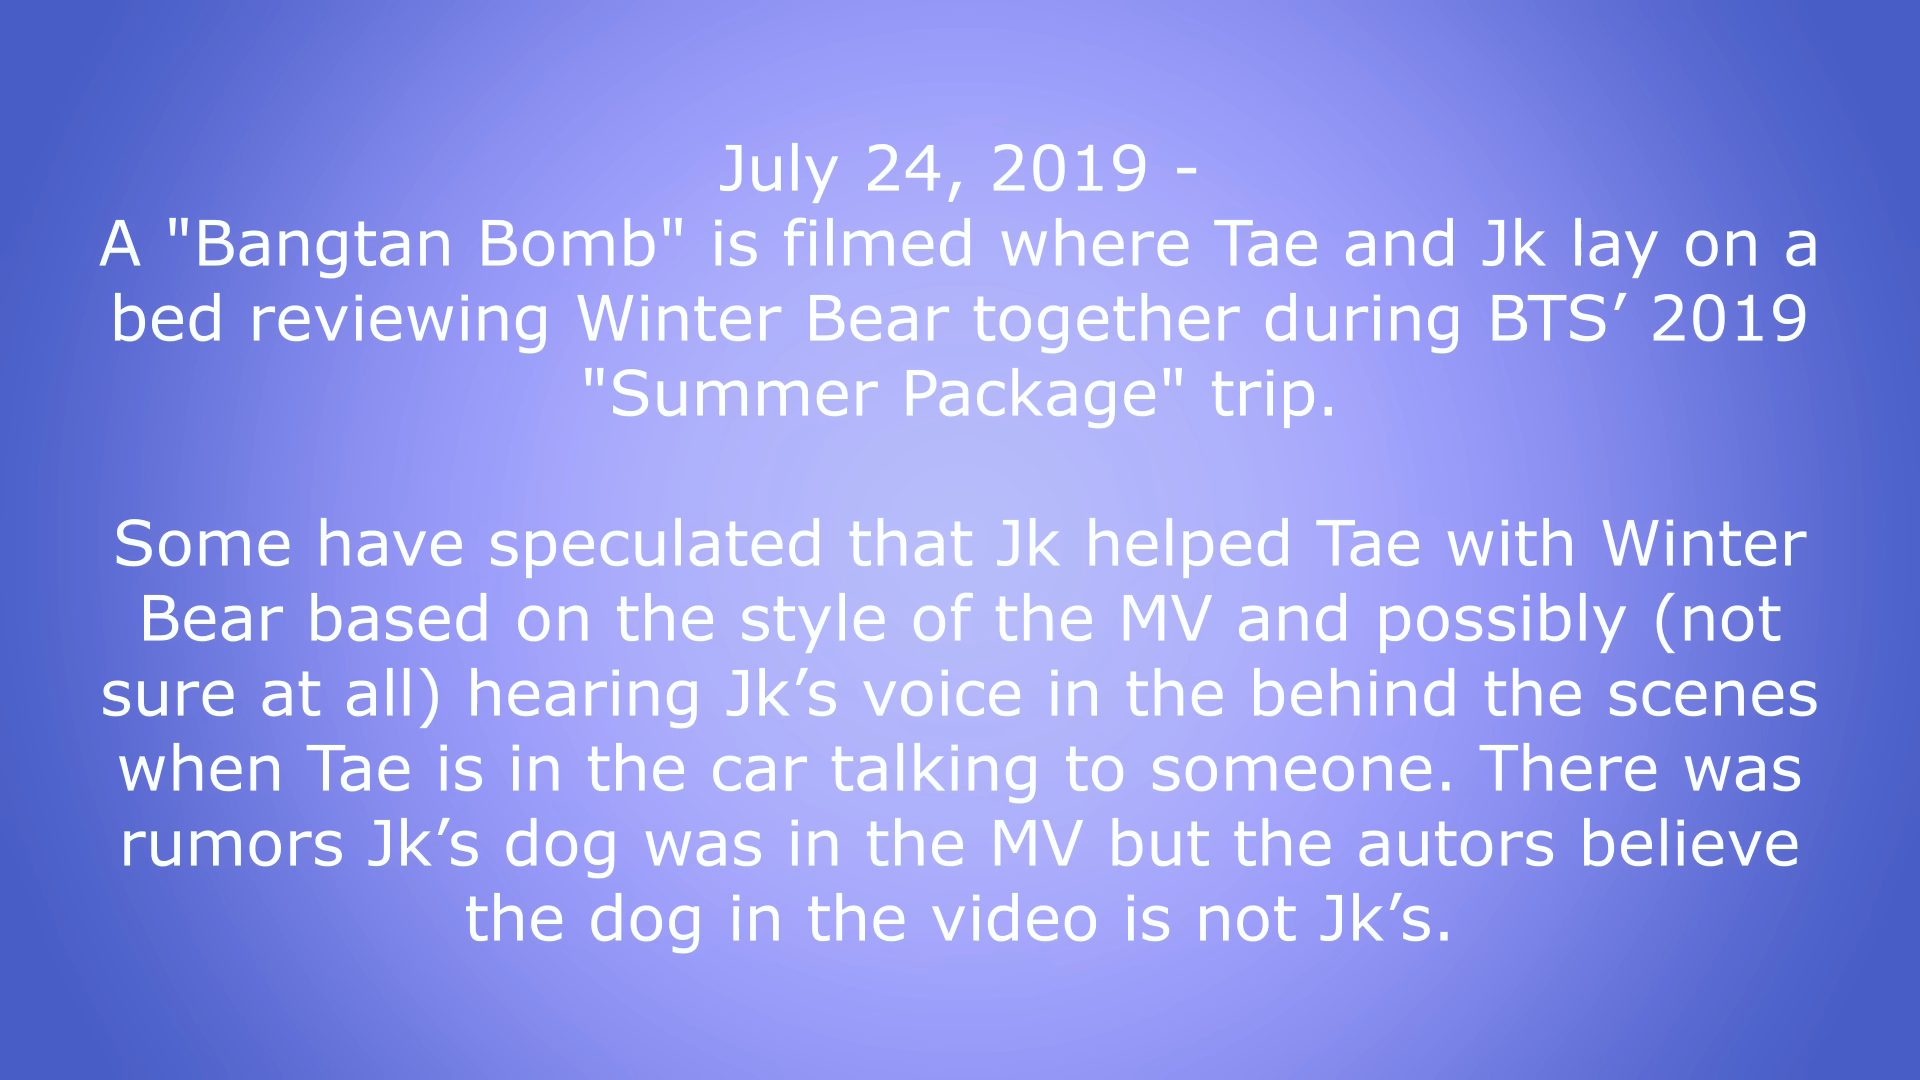 July 24, 2019 -
A "Bangtan Bomb" is filmed where Tae and Jk lay on a
bed reviewing Winter Bear together during BTS’ 2019
"Summer Package" trip.
Some have speculated that Jk helped Tae with Winter
Bear based on the style of the MV and possibly (not
sure at all) hearing Jk’s voice in the behind the scenes
when Tae is in the car talking to someone. There was
rumors Jk’s dog was in the MV but the autors believe
the dog in the video is not Jk’s.